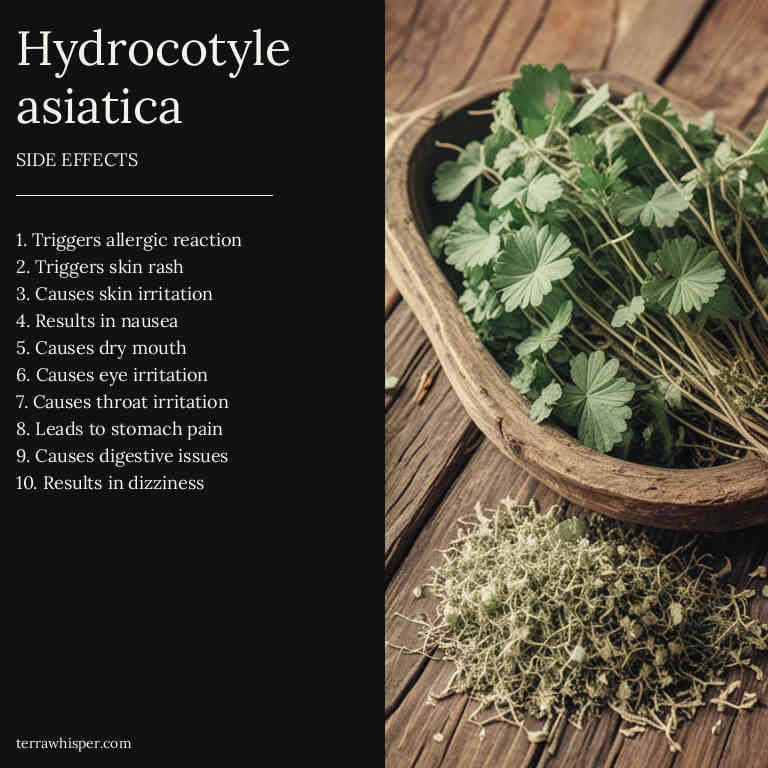 Hydrocotyle
asiatica
SIDE EFFECTS
1. Triggers allergic reaction
2. Triggers skin rash
3. Causes skin irritation
4. Results in nausea
5. Causes dry mouth
6. Causes eye irritation
7. Causes throat irritation
8. Leads to stomach pain
9. Causes digestive issues
10. Results in dizziness
terrawhisper.com